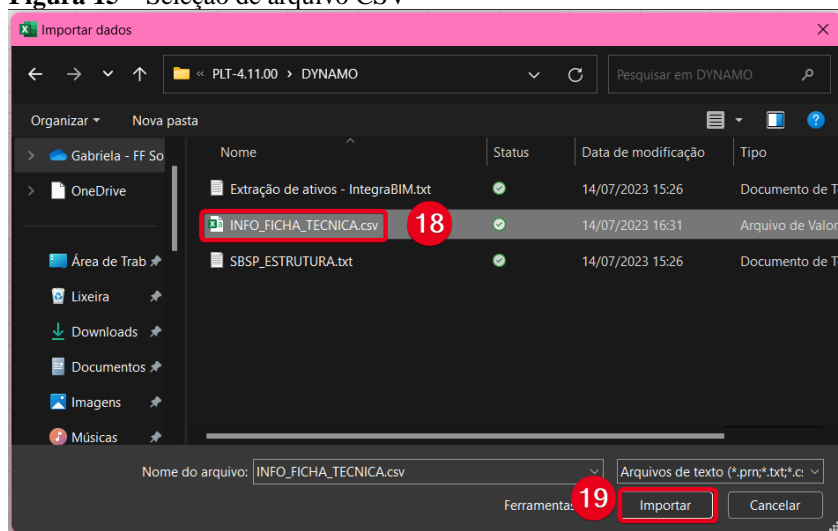 Figura 15 – Seleção de arquivo CSV
Importar dados
« PLT-4.11.00 > DYNAMO
Pesquisar em DYNAMO
Organizar
Nova pasta
Gabriela - FF So
OneDrive
Área de Trab
Lixeira
Downloads
Documentos
Imagens
Músicas
Nome Status Data de modificação Tipo
Extração de ativos - IntegraBIM.txt 14/07/2023 15:26 Documento de T
INFO_FICHA_TECNICA.csv 18 14/07/2023 16:31 Arquivo de Valor
SBSP_ESTRUTURA.txt 14/07/2023 15:26 Documento de T
Nome do arquivo: INFO_FICHA_TECNICA.csv Arquivos de texto (*.prn;*.txt;*.c
Ferramentas 19 Importar Cancelar